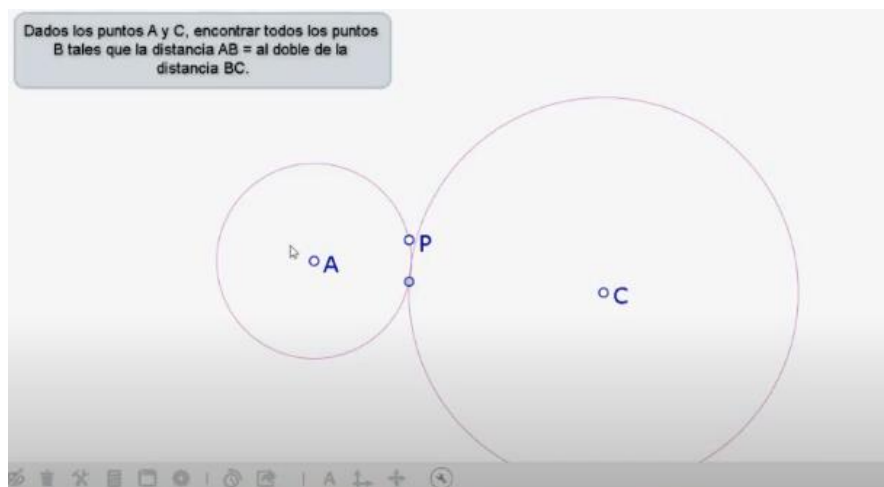 Dados los puntos A y C, encontrar todos los puntos
B tales que la distancia AB = al doble de la
distancia BC.
P
A
C
A